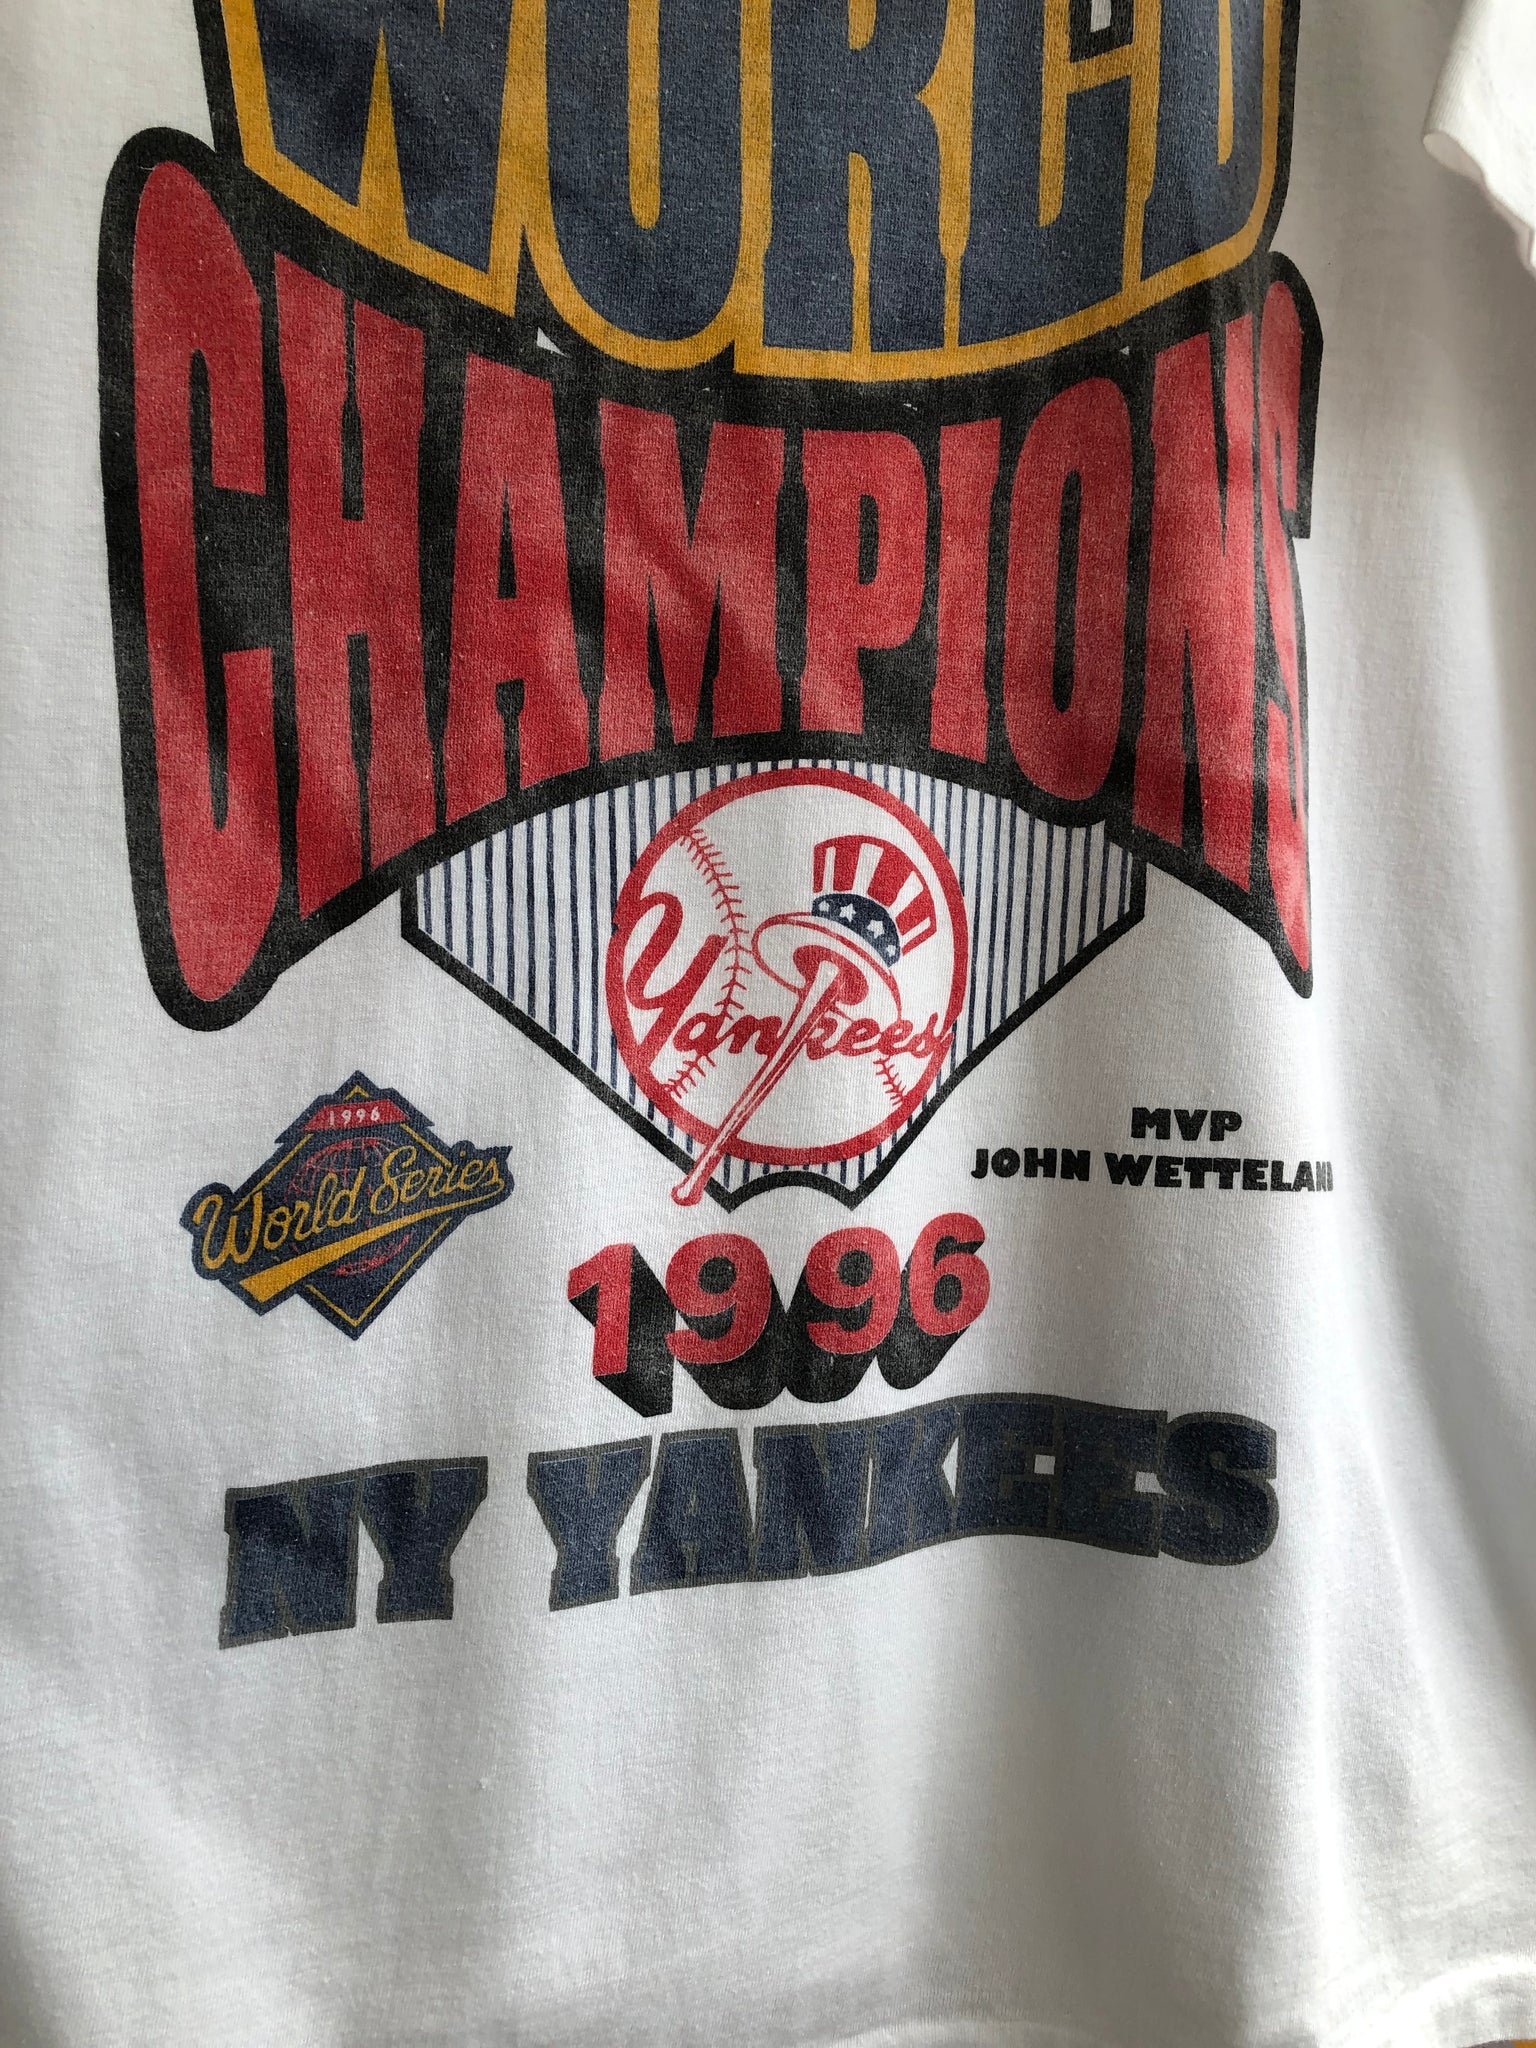 WORLD
CHAMPIONS
Yankees
1996
World Series
MVP
JOHN WETTELAND
1996
NY YANKEES